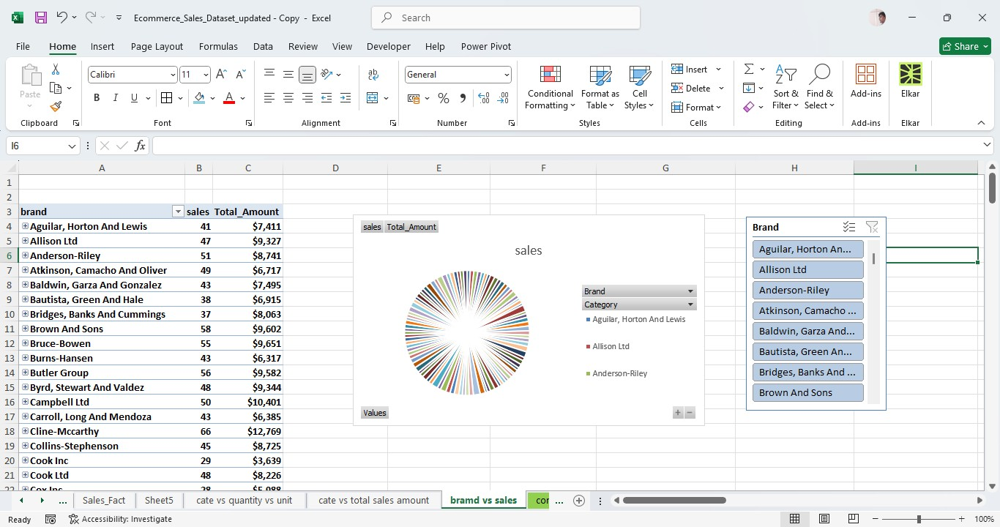 Ecommerce_Sales_Dataset_updated - Copy - Excel
Search
File Home Insert Page Layout Formulas Data Review View Developer Help Power Pivot
Share
Paste
Clipboard
Calibri 11
B I U
Font
ab
Alignment
General
% 9
Number
Conditional Formatting
Format as Table
Cell Styles
Styles
Insert
Delete
Format
Cells
Sort & Filter
Find & Select
Editing
Add-ins
Add-ins
Elkar
Elkar
I6
fx
A B C D E F G H I
1
2
3 brand sales Total_Amount
4 Aguilar, Horton And Lewis 41 $7,411
5 Allison Ltd 47 $9,327
6 Anderson-Riley 51 $8,741
7 Atkinson, Camacho And Oliver 49 $6,717
8 Baldwin, Garza And Gonzalez 43 $7,495
9 Bautista, Green And Hale 38 $6,915
10 Bridges, Banks And Cummings 37 $8,063
11 Brown And Sons 58 $9,602
12 Bruce-Bowen 55 $9,651
13 Burns-Hansen 43 $6,317
14 Butler Group 56 $9,582
15 Byrd, Stewart And Valdez 48 $9,344
16 Campbell Ltd 50 $10,401
17 Carroll, Long And Mendoza 43 $6,385
18 Cline-Mccarthy 66 $12,769
19 Collins-Stephenson 45 $8,725
20 Cook Inc 29 $3,639
21 Cook Ltd 48 $8,226
22 Cox Inc 28 $5,988
sales Total_Amount
sales
Brand
Category
Aguilar, Horton And Lewis
Allison Ltd
Anderson-Riley
Values
+ −
Brand
Aguilar, Horton An...
Allison Ltd
Anderson-Riley
Atkinson, Camacho ...
Baldwin, Garza And...
Bautista, Green An...
Bridges, Banks And ...
Brown And Sons
... Sales_Fact Sheet5 cate vs quantity vs unit cate vs total sales amount bramd vs sales cor ...
Ready Accessibility: Investigate 100%